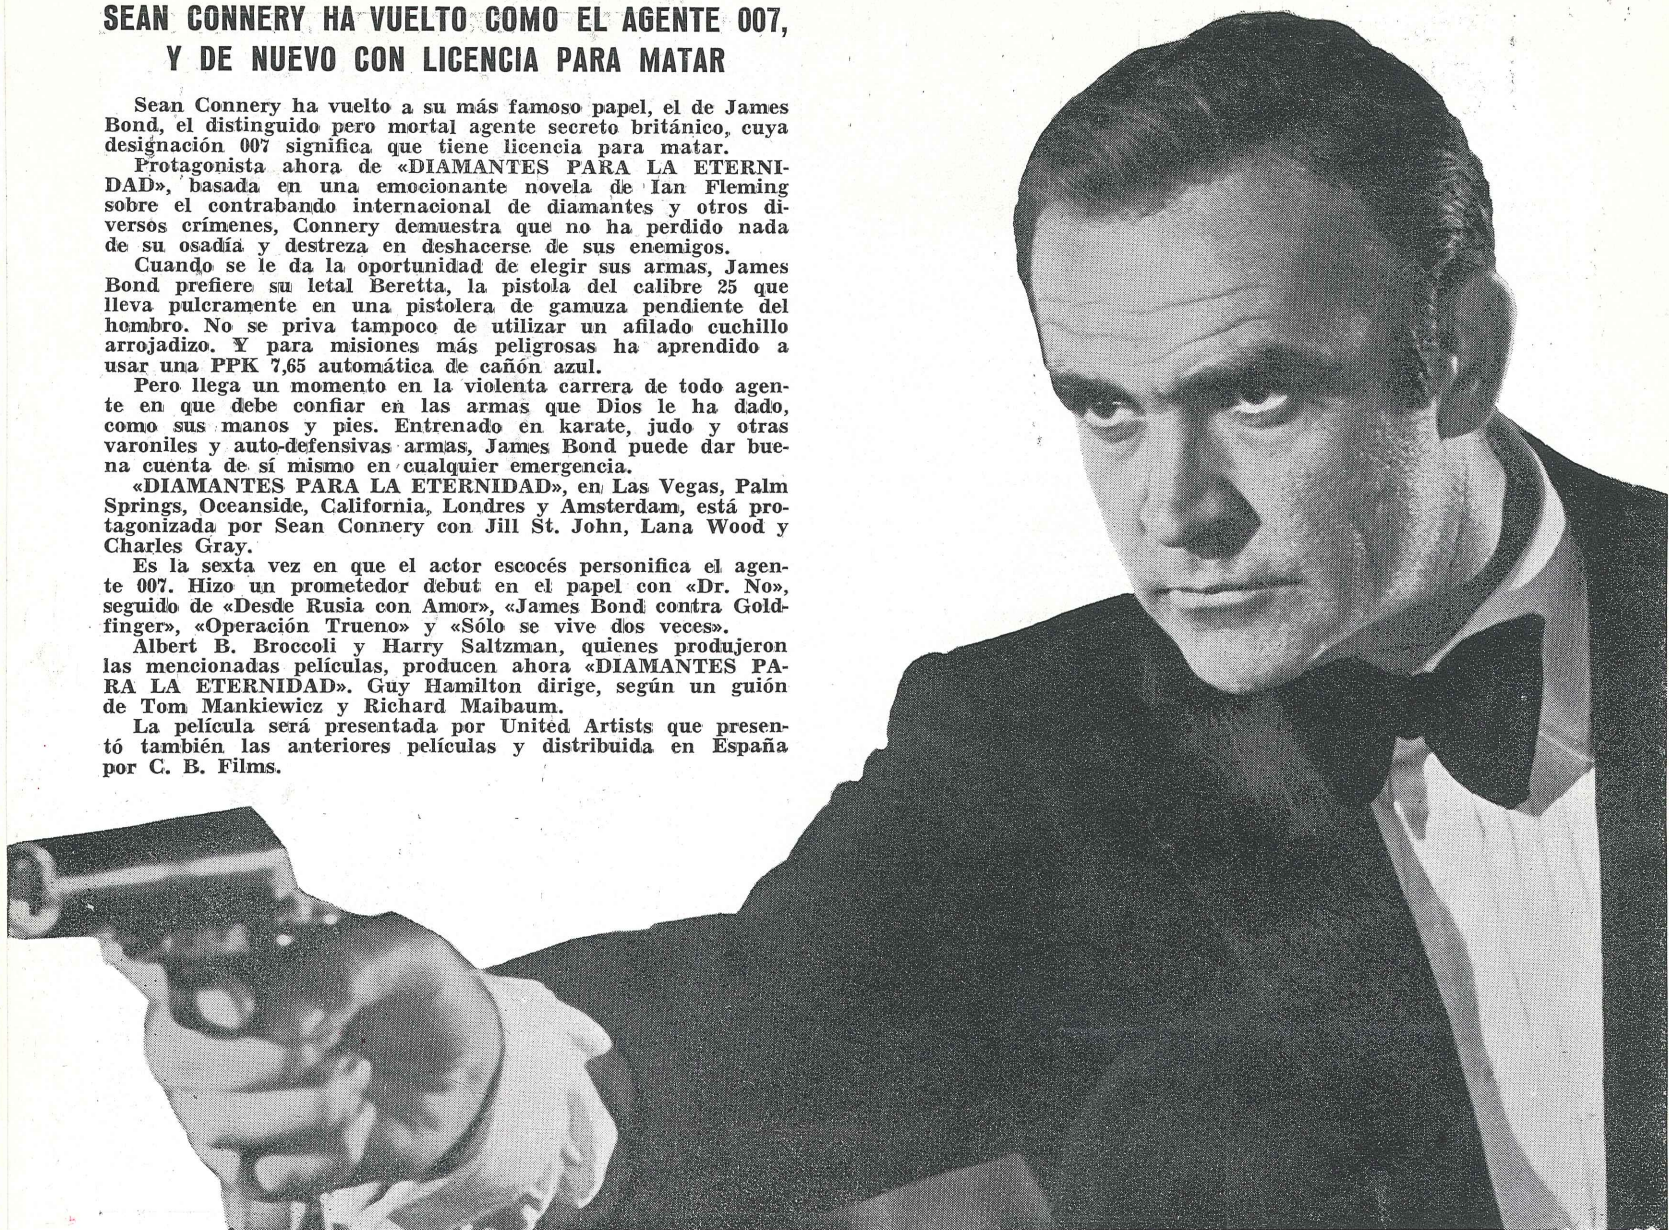 SEAN CONNERY HA VUELTO COMO EL AGENTE 007,
Y DE NUEVO CON LICENCIA PARA MATAR
Sean Connery ha vuelto a su más famoso papel, el de James
Bond, el distinguido pero mortal agente secreto británico, cuya
designación 007 significa que tiene licencia para matar.
Protagonista ahora de «DIAMANTES PARA LA ETERNI-
DAD», basada en una emocionante novela de Ian Fleming
sobre el contrabando internacional de diamantes y otros di-
versos crímenes, Connery demuestra que no ha perdido nada
de su osadía y destreza en deshacerse de sus enemigos.
Cuando se le da la oportunidad de elegir sus armas, James
Bond prefiere su letal Beretta, la pistola del calibre 25 que
lleva pulcramente en una pistolera de gamuza pendiente del
hombro. No se priva tampoco de utilizar un afilado cuchillo
arrojadizo. Y para misiones más peligrosas ha aprendido a
usar una PPK 7,65 automática de cañón azul.
Pero llega un momento en la violenta carrera de todo agen-
te en que debe confiar en las armas que Dios le ha dado,
como sus manos y pies. Entrenado en karate, judo y otras
varoniles y auto-defensivas armas, James Bond puede dar bue-
na cuenta de sí mismo en cualquier emergencia.
«DIAMANTES PARA LA ETERNIDAD», en Las Vegas, Palm
Springs, Oceanside, California, Londres y Amsterdam, está pro-
tagonizada por Sean Connery con Jill St. John, Lana Wood y
Charles Gray.
Es la sexta vez en que el actor escocés personifica el agen-
te 007. Hizo un prometedor debut en el papel con «Dr. No»,
seguido de «Desde Rusia con Amor», «James Bond contra Gold-
finger», «Operación Trueno» y «Sólo se vive dos veces».
Albert B. Broccoli y Harry Saltzman, quienes produjeron
las mencionadas películas, producen ahora «DIAMANTES PA-
RA LA ETERNIDAD». Guy Hamilton dirige, según un guión
de Tom Mankiewicz y Richard Maibaum.
La película será presentada por United Artists que presen-
tó también las anteriores películas y distribuida en España
por C. B. Films.